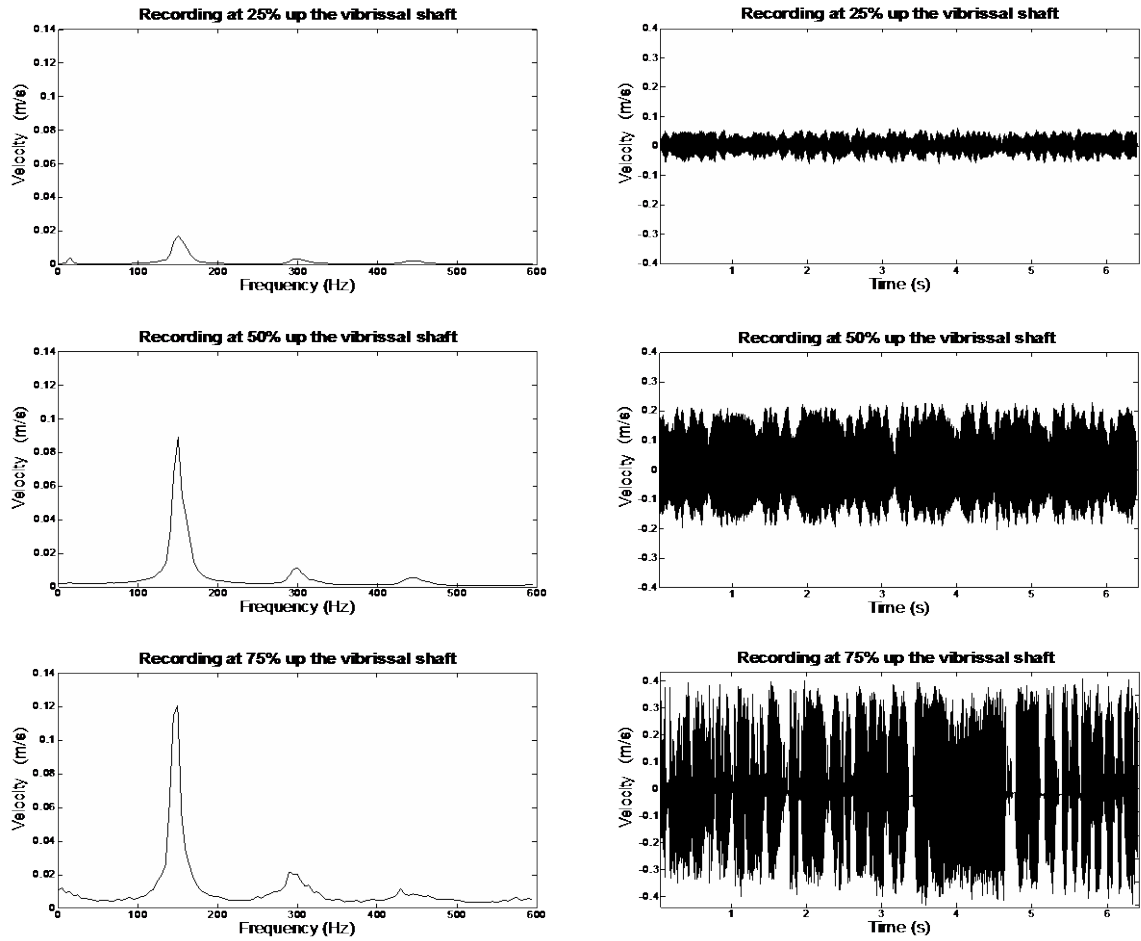 Recording at 25% up the vibrissal shaft
0.14
0.12
0.1
0.08
0.06
0.04
0.02
0
Velocity (m/s)
0 100 200 300 400 500 600
Frequency (Hz)
Recording at 25% up the vibrissal shaft
0.4
0.3
0.2
0.1
0
-0.1
-0.2
-0.3
-0.4
Velocity (m/s)
1 2 3 4 5 6
Time (s)
Recording at 50% up the vibrissal shaft
0.14
0.12
0.1
0.08
0.06
0.04
0.02
0
Velocity (m/s)
0 100 200 300 400 500 600
Frequency (Hz)
Recording at 50% up the vibrissal shaft
0.4
0.3
0.2
0.1
0
-0.1
-0.2
-0.3
-0.4
Velocity (m/s)
1 2 3 4 5 6
Time (s)
Recording at 75% up the vibrissal shaft
0.14
0.12
0.1
0.08
0.06
0.04
0.02
0
Velocity (m/s)
0 100 200 300 400 500 600
Frequency (Hz)
Recording at 75% up the vibrissal shaft
0.4
0.3
0.2
0.1
0
-0.1
-0.2
-0.3
-0.4
Velocity (m/s)
1 2 3 4 5 6
Time (s)